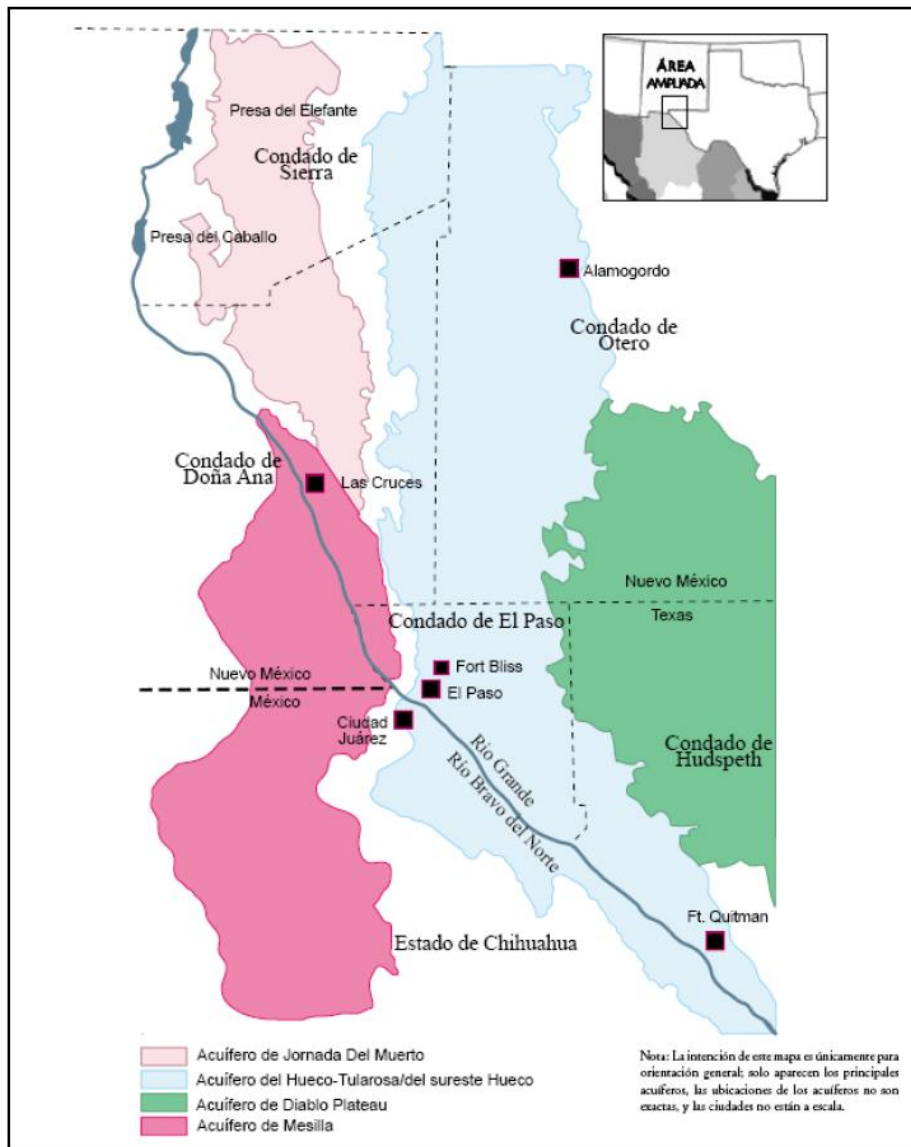 ÁREA
AMPLIADA
Presa del Elefante
Condado de
Sierra
Presa del Caballo
Alamogordo
Condado de
Otero
Condado de
Doña Ana
Las Cruces
Nuevo México
Texas
Condado de El Paso
Fort Bliss
El Paso
Nuevo México
México
Ciudad
Juárez
Río Grande
Río Bravo del Norte
Condado de
Hudspeth
Ft. Quitman
Estado de Chihuahua
Acuífero de Jornada Del Muerto
Acuífero del Hueco-Tularosa/del sureste Hueco
Acuífero de Diablo Plateau
Acuífero de Mesilla
Nota: La intención de este mapa es únicamente para
orientación general; solo aparecen los principales
acuíferos, las ubicaciones de los acuíferos no son
exactas, y las ciudades no están a escala.